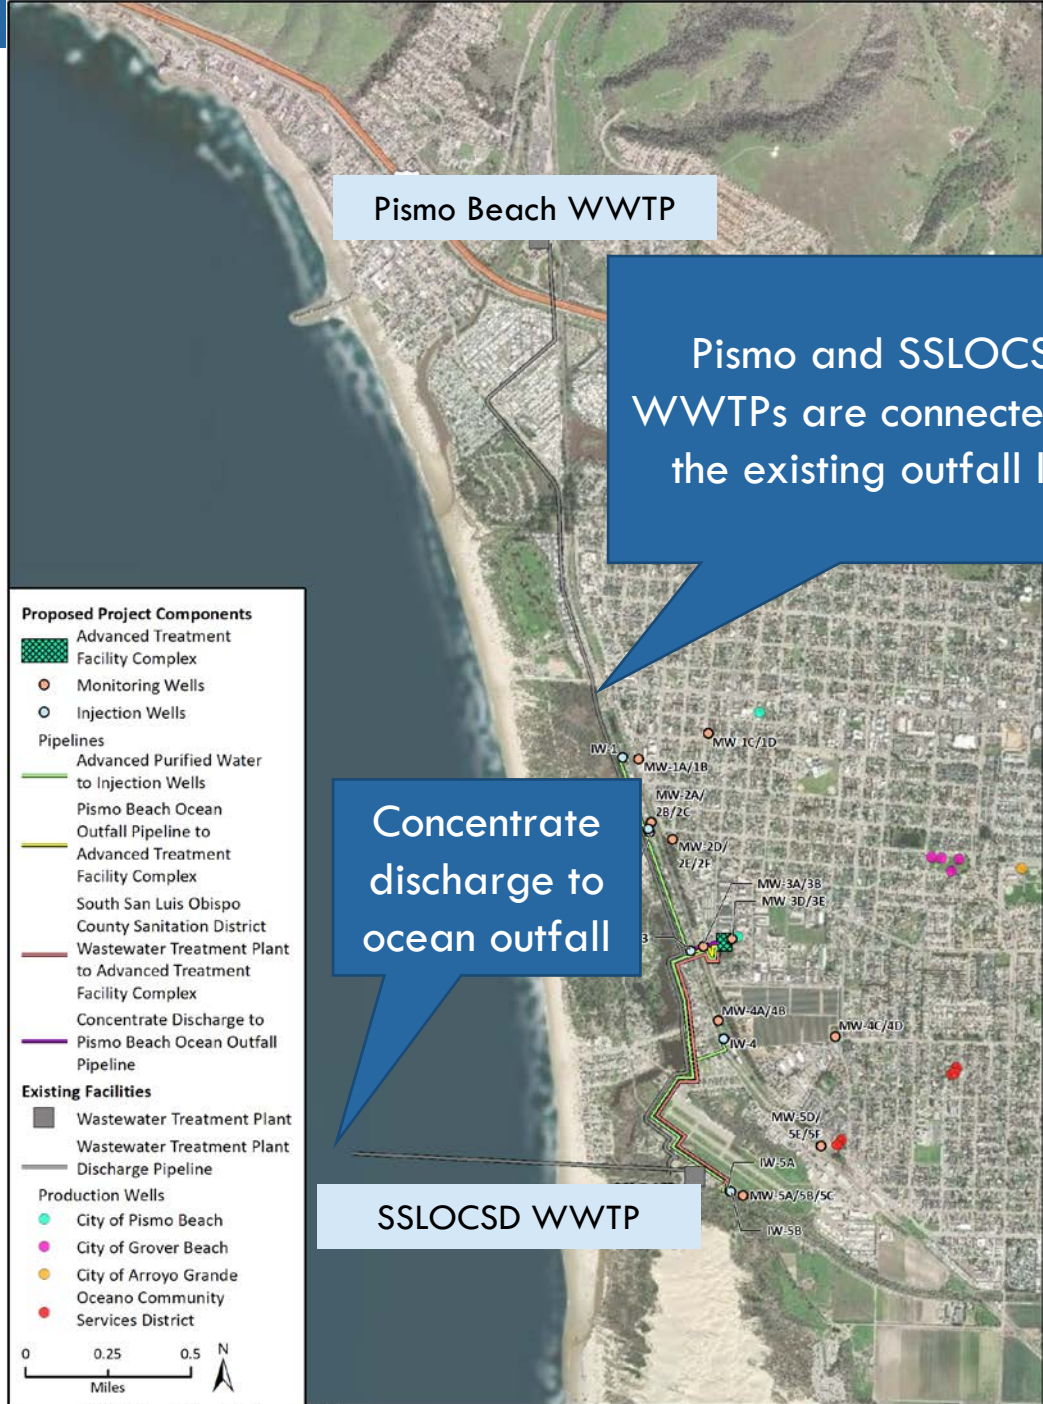 Pismo Beach WWTP
Pismo and SSLOCS
WWTPs are connecte
the existing outfall
Concentrate
discharge to
ocean outfall
SSLOCSD WWTP
IW-1
MW-1A/1B
MW-1C/1D
MW-2A/
2B/2C
MW-2D/
2E/2F
MW-3A/3B
MW-3D/3E
MW-4A/4B
IW-4
MW-4C/4D
MW-5D/
5E/5F
IW-5A
MW-5A/5B/5C
IW-5B
Proposed Project Components
Advanced Treatment
Facility Complex
Monitoring Wells
Injection Wells
Pipelines
Advanced Purified Water
to Injection Wells
Pismo Beach Ocean
Outfall Pipeline to
Advanced Treatment
Facility Complex
South San Luis Obispo
County Sanitation District
Wastewater Treatment Plant
to Advanced Treatment
Facility Complex
Concentrate Discharge to
Pismo Beach Ocean Outfall
Pipeline
Existing Facilities
Wastewater Treatment Plant
Wastewater Treatment Plant
Discharge Pipeline
Production Wells
City of Pismo Beach
City of Grover Beach
City of Arroyo Grande
Oceano Community
Services District
0 0.25 0.5
Miles
N